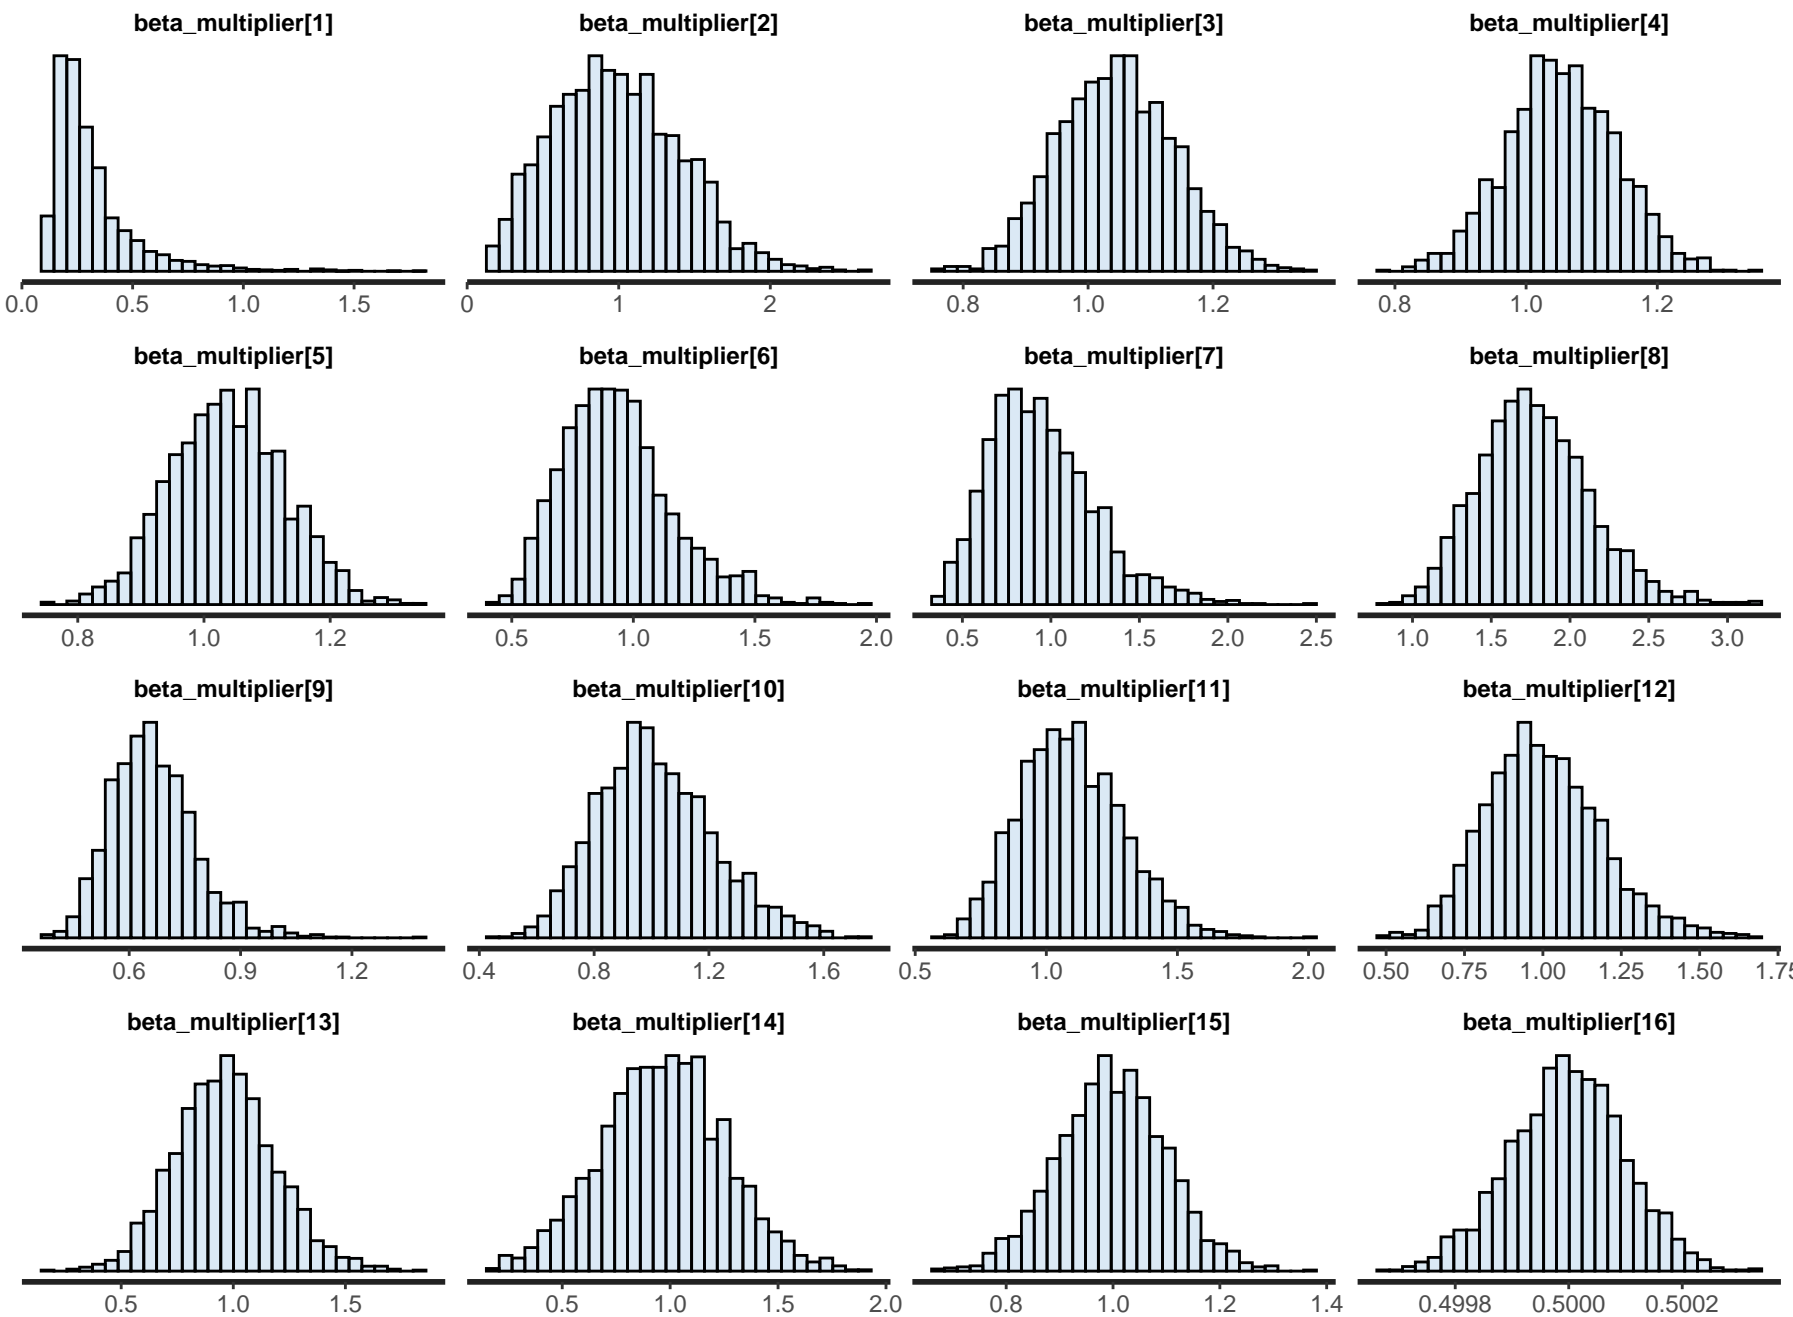 beta_multiplier[1] beta_multiplier[2] beta_multiplier[3] beta_multiplier[4]
0.0 0.5 1.0 1.5 0 1 2 0.8 1.0 1.2 0.8 1.0 1.2
beta_multiplier[5] beta_multiplier[6] beta_multiplier[7] beta_multiplier[8]
0.8 1.0 1.2 0.5 1.0 1.5 2.0 0.5 1.0 1.5 2.0 2.5 1.0 1.5 2.0 2.5 3.0
beta_multiplier[9] beta_multiplier[10] beta_multiplier[11] beta_multiplier[12]
0.6 0.9 1.2 0.4 0.8 1.2 1.6 0.5 1.0 1.5 2.0 0.50 0.75 1.00 1.25 1.50 1.75
beta_multiplier[13] beta_multiplier[14] beta_multiplier[15] beta_multiplier[16]
0.5 1.0 1.5 0.5 1.0 1.5 2.0 0.8 1.0 1.2 1.4 0.4998 0.5000 0.5002